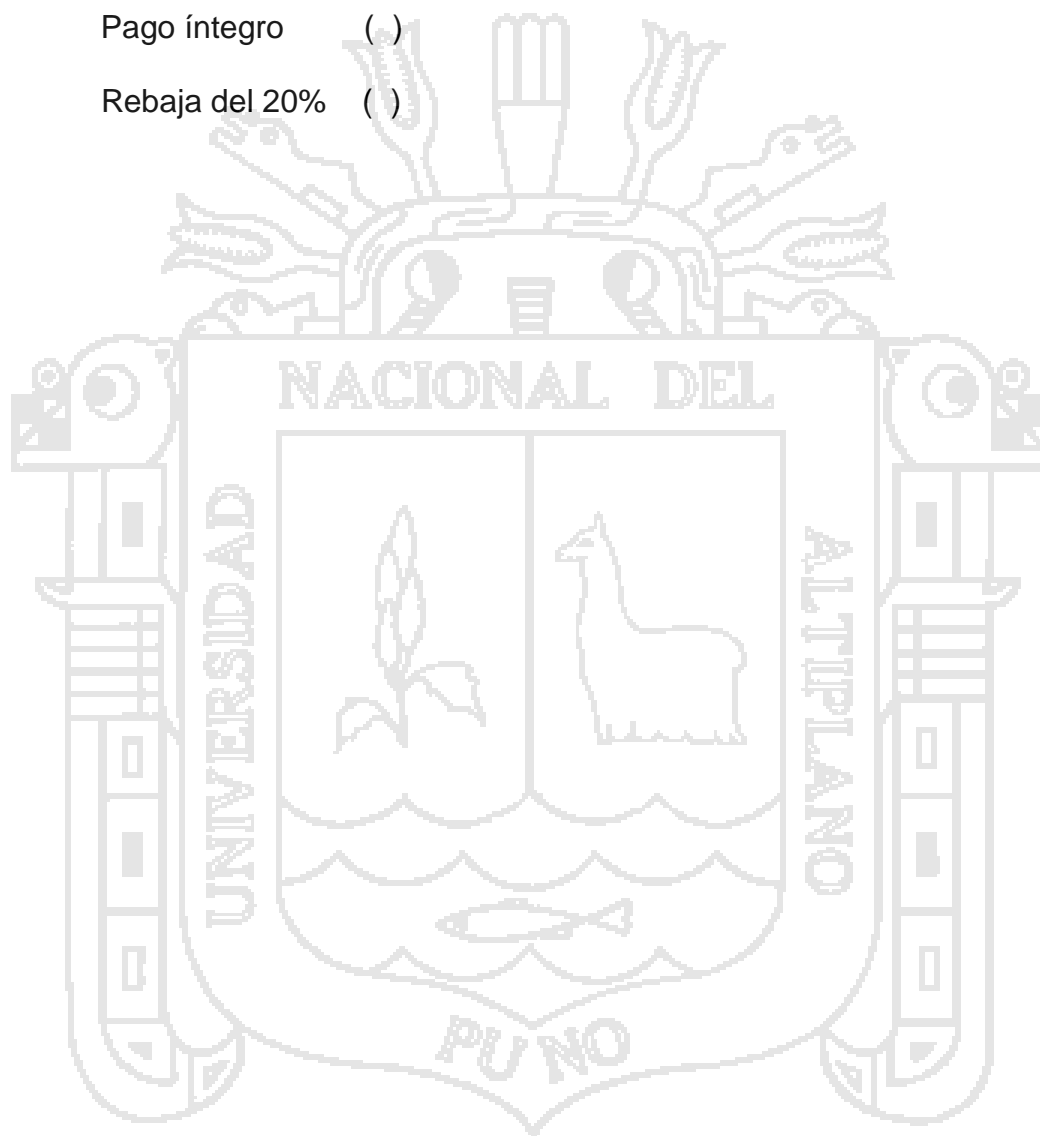 Pago íntegro ( )
Rebaja del 20% ( )
NACIONAL DEL
UNIVERSIDAD
ALTIPLANO
PUNO